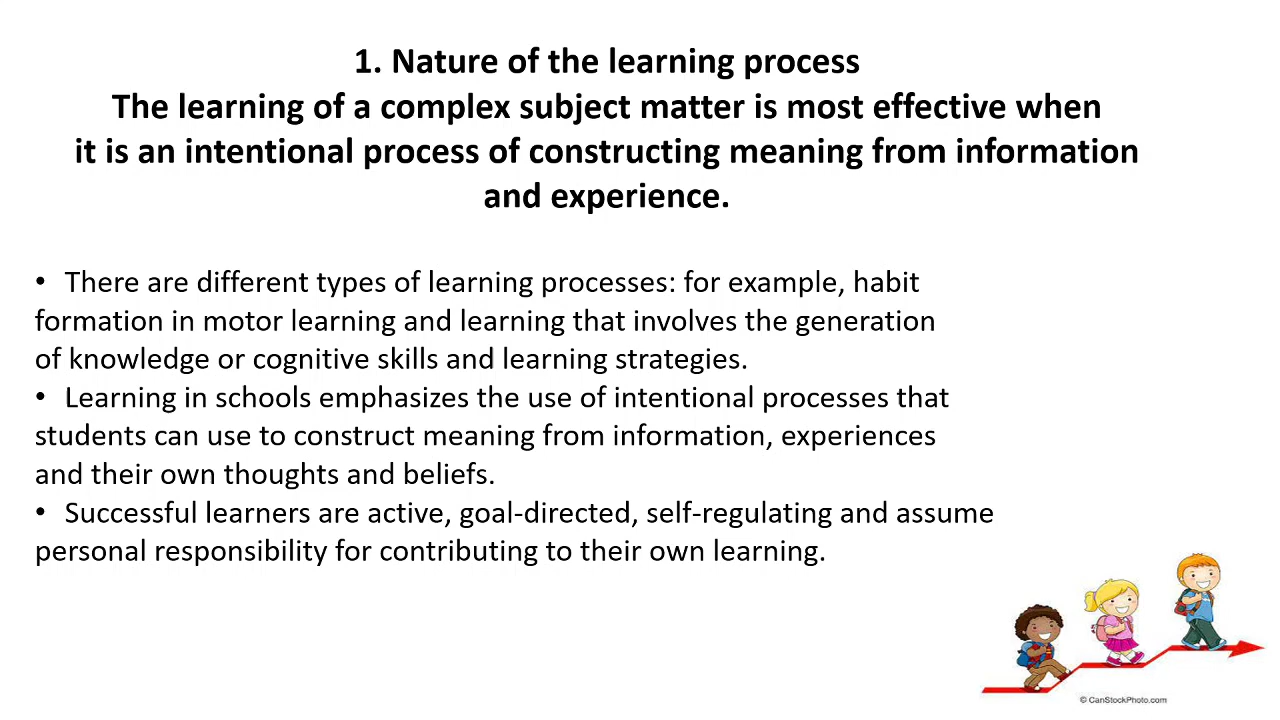 1. Nature of the learning process
The learning of a complex subject matter is most effective when
it is an intentional process of constructing meaning from information
and experience.
• There are different types of learning processes: for example, habit
formation in motor learning and learning that involves the generation
of knowledge or cognitive skills and learning strategies.
• Learning in schools emphasizes the use of intentional processes that
students can use to construct meaning from information, experiences
and their own thoughts and beliefs.
• Successful learners are active, goal-directed, self-regulating and assume
personal responsibility for contributing to their own learning.
© CanStockPhoto.com